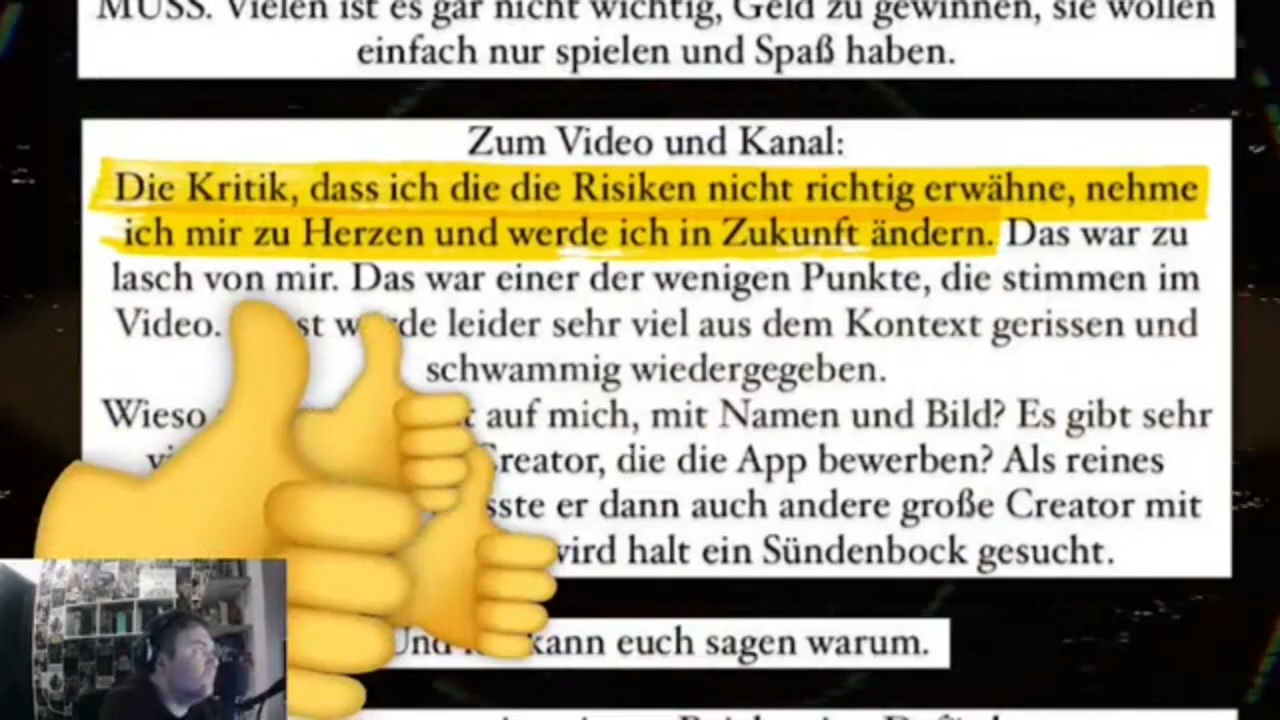 MUSS. Vielen ist es gar nicht wichtig, Geld zu gewinnen, sie wollen
einfach nur spielen und Spaß haben.
Zum Video und Kanal:
Die Kritik, dass ich die die Risiken nicht richtig erwähne, nehme
ich mir zu Herzen und werde ich in Zukunft ändern. Das war zu
lasch von mir. Das war einer der wenigen Punkte, die stimmen im
Video. leider sehr viel aus dem Kontext gerissen und
schwammig wiedergegeben.
Wieso auf mich, mit Namen und Bild? Es gibt sehr
Creator, die die App bewerben? Als reines
er dann auch andere große Creator mit
wird halt ein Sündenbock gesucht.
Und kann euch sagen warum.